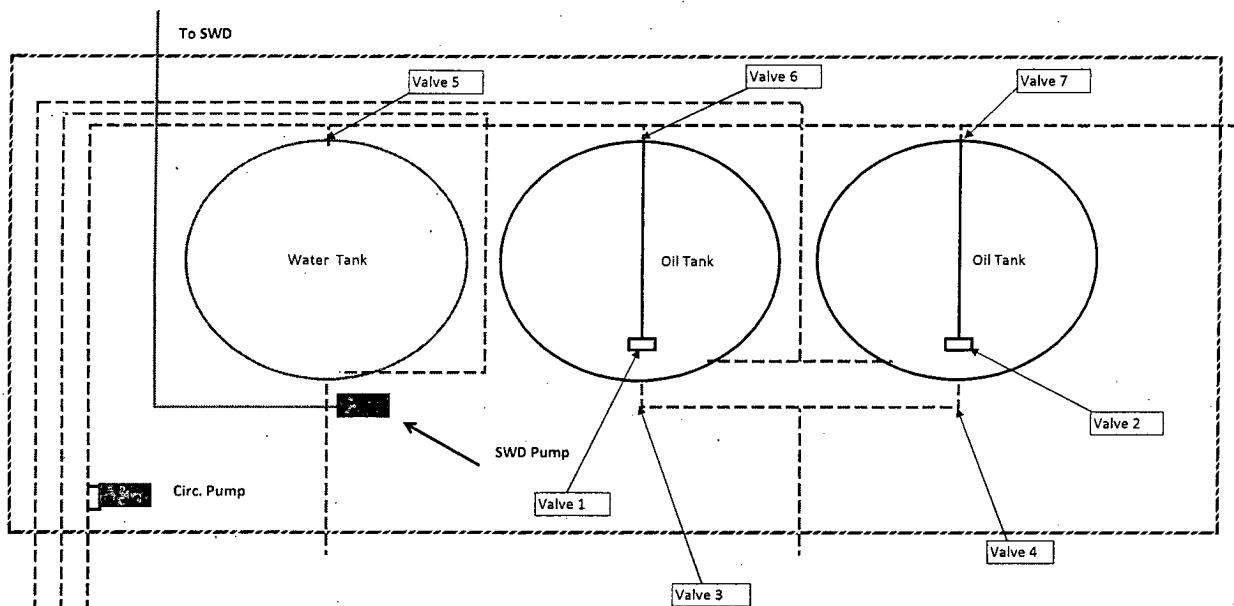 To SWD
Valve 5
Valve 6
Valve 7
Water Tank
Oil Tank
Oil Tank
Valve 2
SWD Pump
Circ. Pump
Valve 1
Valve 4
Valve 3